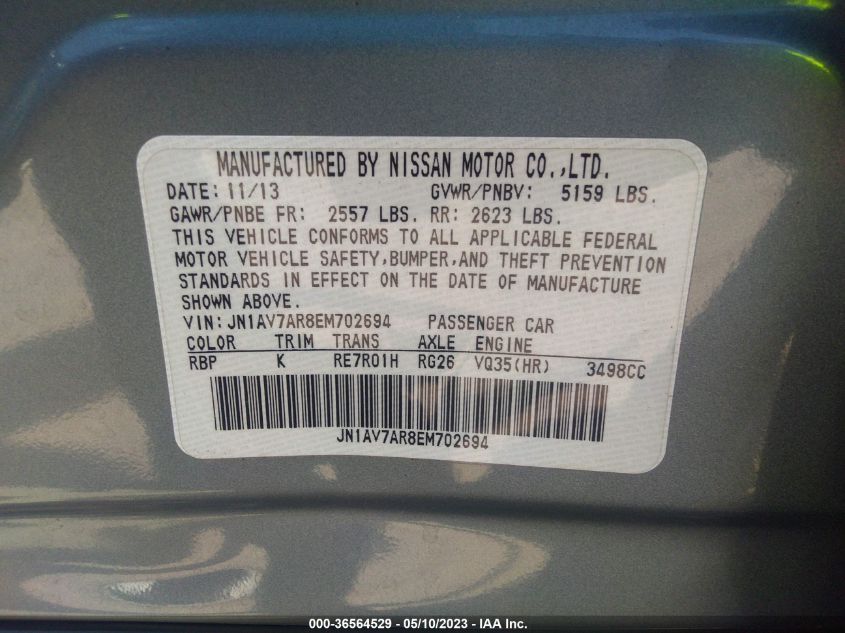 MANUFACTURED BY NISSAN MOTOR CO.,LTD.
DATE: 11/13 GVWR/PNBV: 5159 LBS.
GAWR/PNBE FR: 2557 LBS. RR: 2623 LBS.
THIS VEHICLE CONFORMS TO ALL APPLICABLE FEDERAL
MOTOR VEHICLE SAFETY,BUMPER,AND THEFT PREVENTION
STANDARDS IN EFFECT ON THE DATE OF MANUFACTURE
SHOWN ABOVE.
VIN:JN1AV7AR8EM702694 PASSENGER CAR
COLOR TRIM TRANS AXLE ENGINE
RBP K RE7R01H RG26 VQ35(HR) 3498CC
JN1AV7AR8EM702694
000-36564529 - 05/10/2023 - IAA Inc.